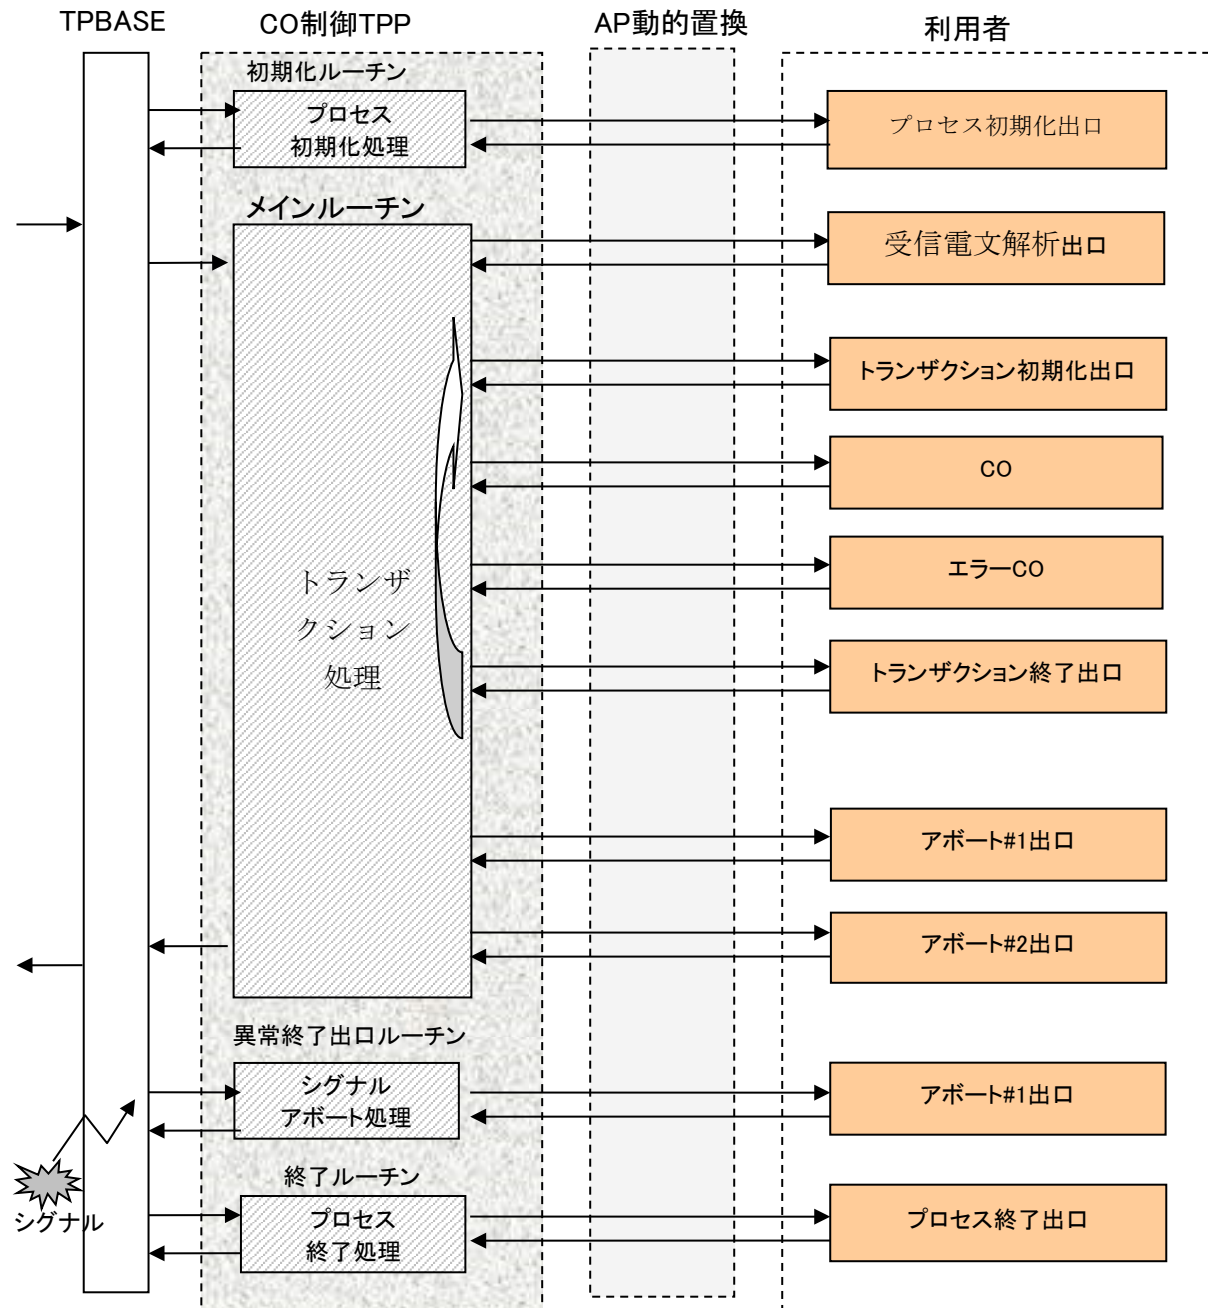 TPBASE
CO制御TPP
AP動的置換
利用者
初期化ルーチン
プロセス
初期化処理
プロセス初期化出口
メインルーチン
受信電文解析出口
トランザクション初期化出口
CO
エラーCO
トランザ
クション
処理
トランザクション終了出口
アボート#1出口
アボート#2出口
異常終了出口ルーチン
シグナル
アボート処理
アボート#1出口
シグナル
終了ルーチン
プロセス
終了処理
プロセス終了出口